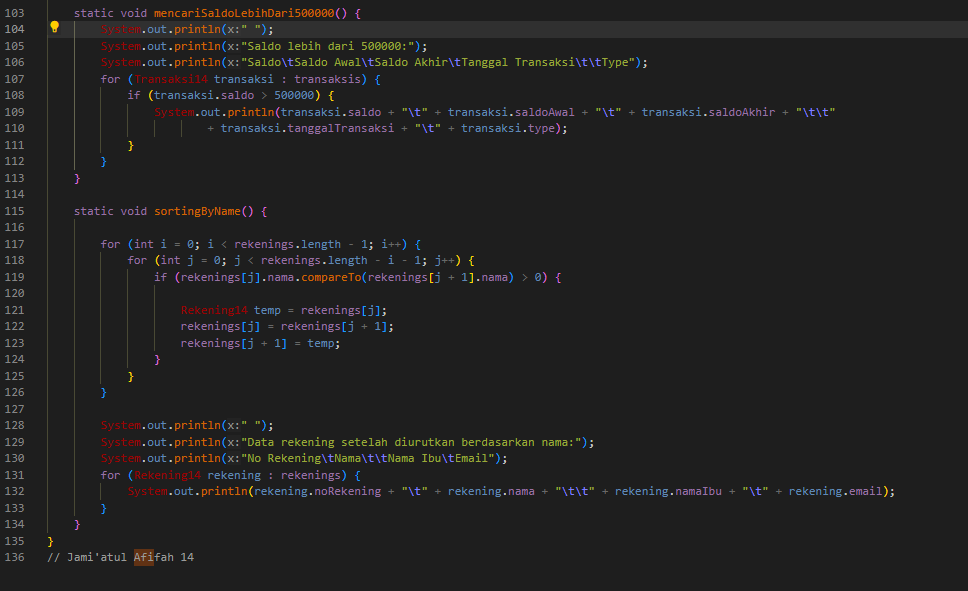 103 static void mencariSaldoLebihDari500000() {
104 System.out.println(x:" ");
105 System.out.println(x:"Saldo lebih dari 500000:");
106 System.out.println(x:"Saldo\tSaldo Awal\tSaldo Akhir\tTanggal Transaksi\t\tType");
107 for (Transaksi14 transaksi : transaksis) {
108 if (transaksi.saldo > 500000) {
109 System.out.println(transaksi.saldo + "\t" + transaksi.saldoAwal + "\t" + transaksi.saldoAkhir + "\t\t"
110 + transaksi.tanggalTransaksi + "\t" + transaksi.type);
111 }
112 }
113 }
114
115 static void sortingByName() {
116
117 for (int i = 0; i < rekenings.length - 1; i++) {
118 for (int j = 0; j < rekenings.length - i - 1; j++) {
119 if (rekenings[j].nama.compareTo(rekenings[j + 1].nama) > 0) {
120
121 Rekening14 temp = rekenings[j];
122 rekenings[j] = rekenings[j + 1];
123 rekenings[j + 1] = temp;
124 }
125 }
126 }
127
128 System.out.println(x:" ");
129 System.out.println(x:"Data rekening setelah diurutkan berdasarkan nama:");
130 System.out.println(x:"No Rekening\tNama\t\tNama Ibu\tEmail");
131 for (Rekening14 rekening : rekenings) {
132 System.out.println(rekening.noRekening + "\t" + rekening.nama + "\t\t" + rekening.namaIbu + "\t" + rekening.email);
133 }
134 }
135 }
136 // Jami'atul Afifah 14